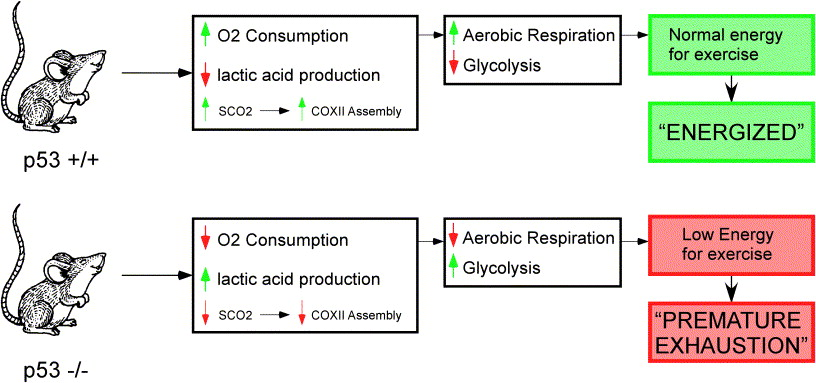 O2 Consumption
lactic acid production
SCO2 COXII Assembly
Aerobic Respiration
Glycolysis
Normal energy
for exercise
“ENERGIZED”
p53 +/+
O2 Consumption
lactic acid production
SCO2 COXII Assembly
Aerobic Respiration
Glycolysis
Low Energy
for exercise
“PREMATURE
EXHAUSTION”
p53 -/-